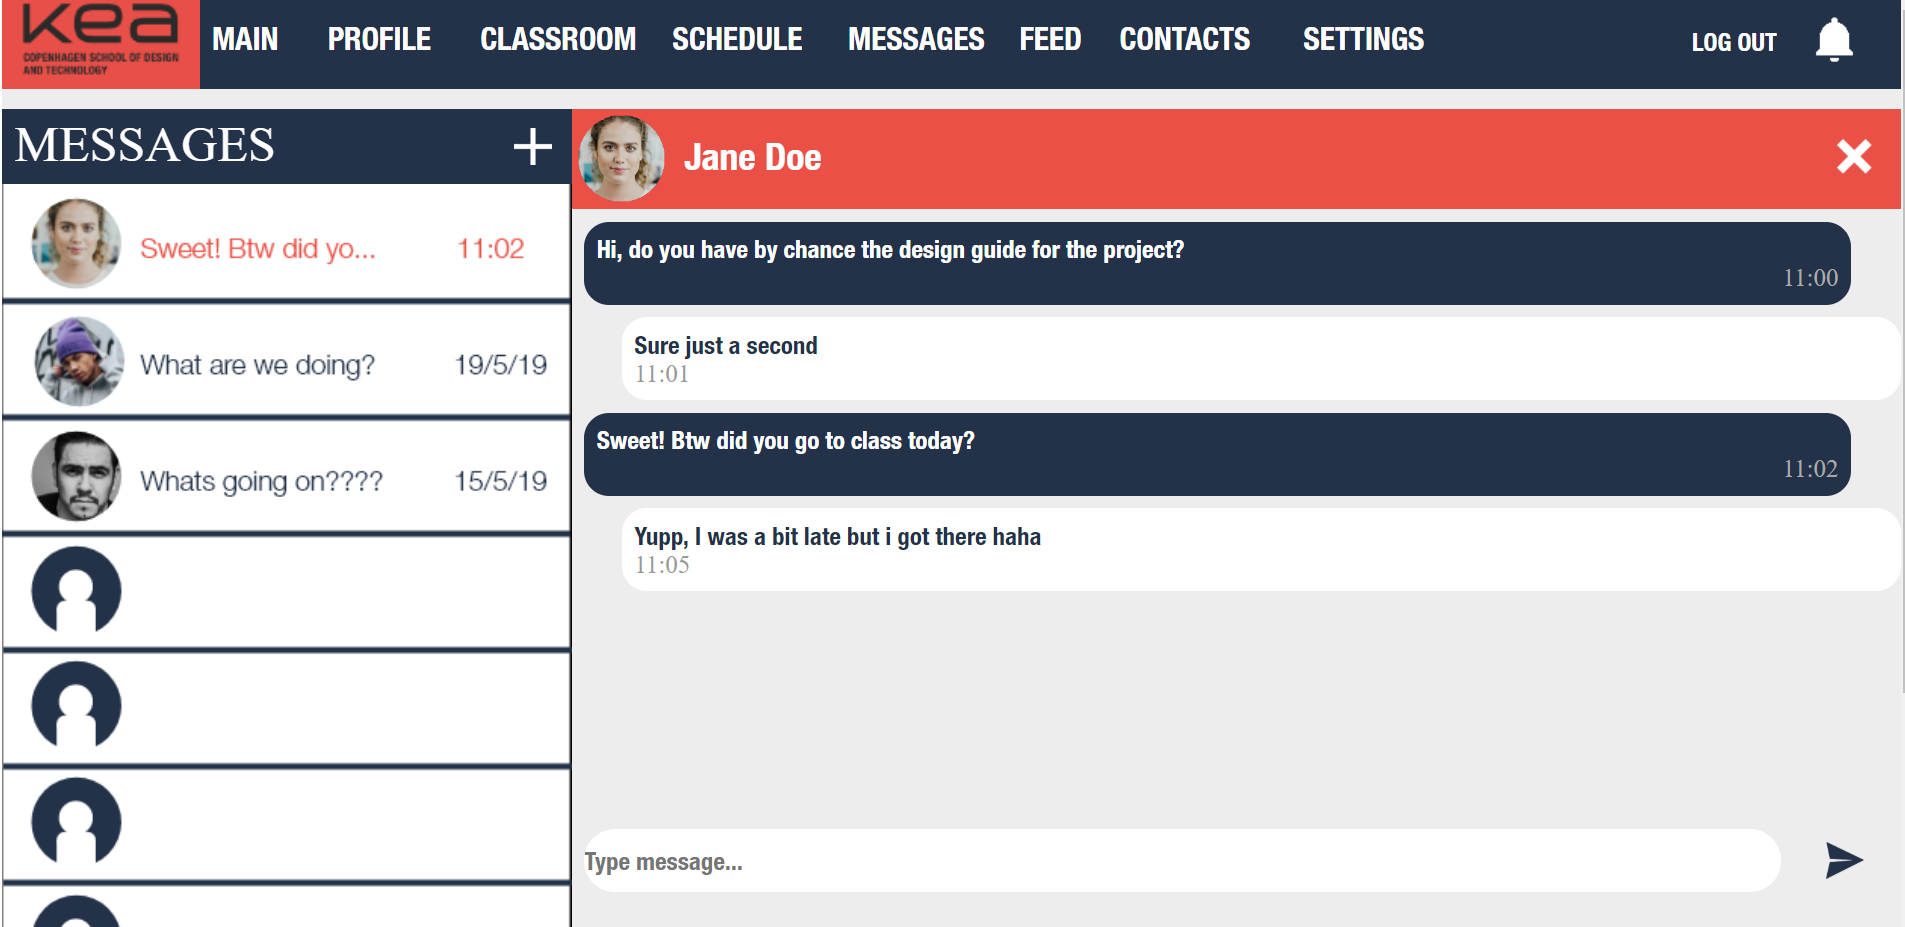 kea
COPENHAGEN SCHOOL OF DESIGN
AND TECHNOLOGY
MAIN PROFILE CLASSROOM SCHEDULE MESSAGES FEED CONTACTS SETTINGS LOG OUT
MESSAGES
Sweet! Btw did yo... 11:02
What are we doing? 19/5/19
Whats going on???? 15/5/19
Jane Doe
Hi, do you have by chance the design guide for the project?
11:00
Sure just a second
11:01
Sweet! Btw did you go to class today?
11:02
Yupp, I was a bit late but i got there haha
11:05
Type message...